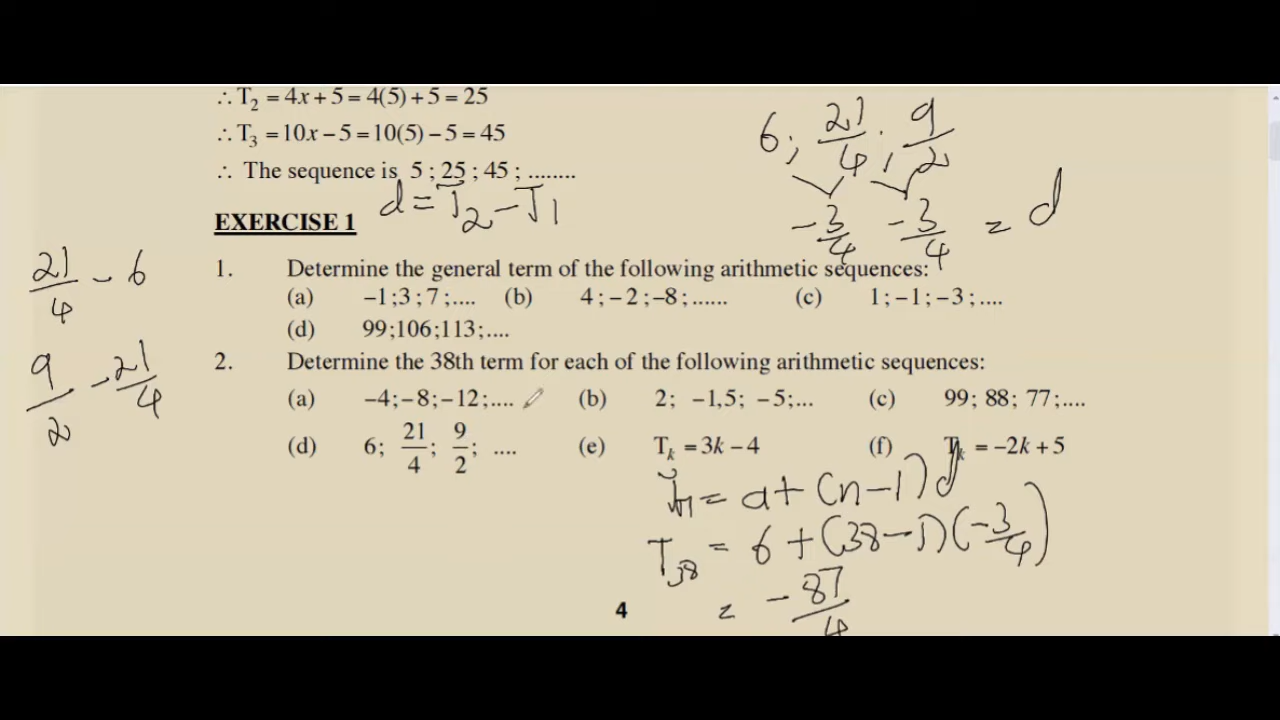 ∴ T₂ = 4x + 5 = 4(5) + 5 = 25
∴ T₃ = 10x − 5 = 10(5) − 5 = 45
∴ The sequence is 5 ; 25 ; 45 ; ........
6; 21/4; 9/2
-3/4 -3/4 = d
d = T₂ - T₁
EXERCISE 1
21/4 - 6
9/2 - 21/4
1. Determine the general term of the following arithmetic sequences:
(a) −1 ;3 ; 7 ;.... (b) 4 ; − 2 ; −8 ;...... (c) 1 ; −1 ; −3 ; ....
(d) 99 ;106 ;113 ;....
2. Determine the 38th term for each of the following arithmetic sequences:
(a) −4;−8;−12;.... (b) 2; −1,5; −5;... (c) 99; 88; 77;....
(d) 6; 21/4; 9/2; .... (e) Tₖ = 3k − 4 (f) Tₖ = −2k + 5
Tₙ = a + (n - 1)d
T₃₈ = 6 + (38 - 1)(-3/4)
= -87/4
4